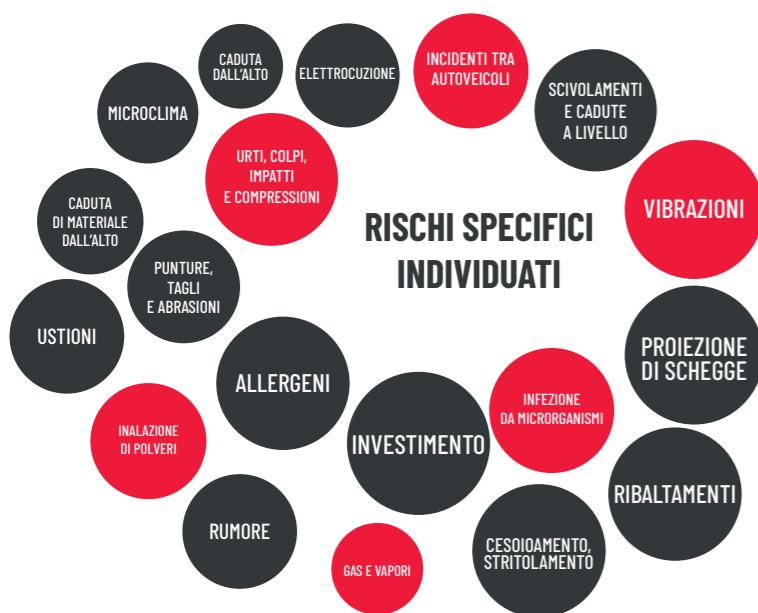 CADUTA
DALL'ALTO
ELETTROCUZIONE
INCIDENTI TRA
AUTOVEICOLI
SCIVOLAMENTI
E CADUTE
A LIVELLO
MICROCLIMA
URTI, COLPI,
IMPATTI
E COMPRESSIONI
VIBRAZIONI
CADUTA
DI MATERIALE
DALL'ALTO
RISCHI SPECIFICI
INDIVIDUATI
PUNTURE,
TAGLI
E ABRASIONI
USTIONI
PROIEZIONE
DI SCHEGGE
ALLERGENI
INFEZIONE
DA MICRORGANISMI
INALAZIONE
DI POLVERI
INVESTIMENTO
RIBALTAMENTI
RUMORE
CESOIOAMENTO,
STRITOLAMENTO
GAS E VAPORI